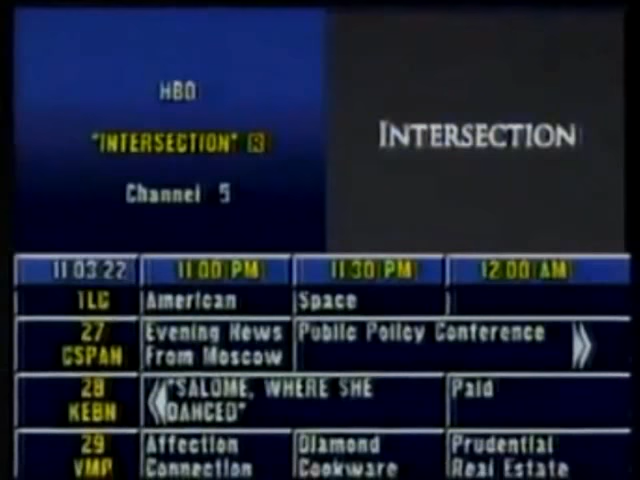 HBO
"INTERSECTION" R
Channel 5
INTERSECTION
11:03:22 11:00 PM 11:30 PM 12:00 AM
TLC American Space
27 Evening News Public Policy Conference
CSPAN From Moscow
28 "SALOME, WHERE SHE Paid
KEBN DANCED"
29 Affection Diamond Prudential
VMP Connection Cookware Real Estate